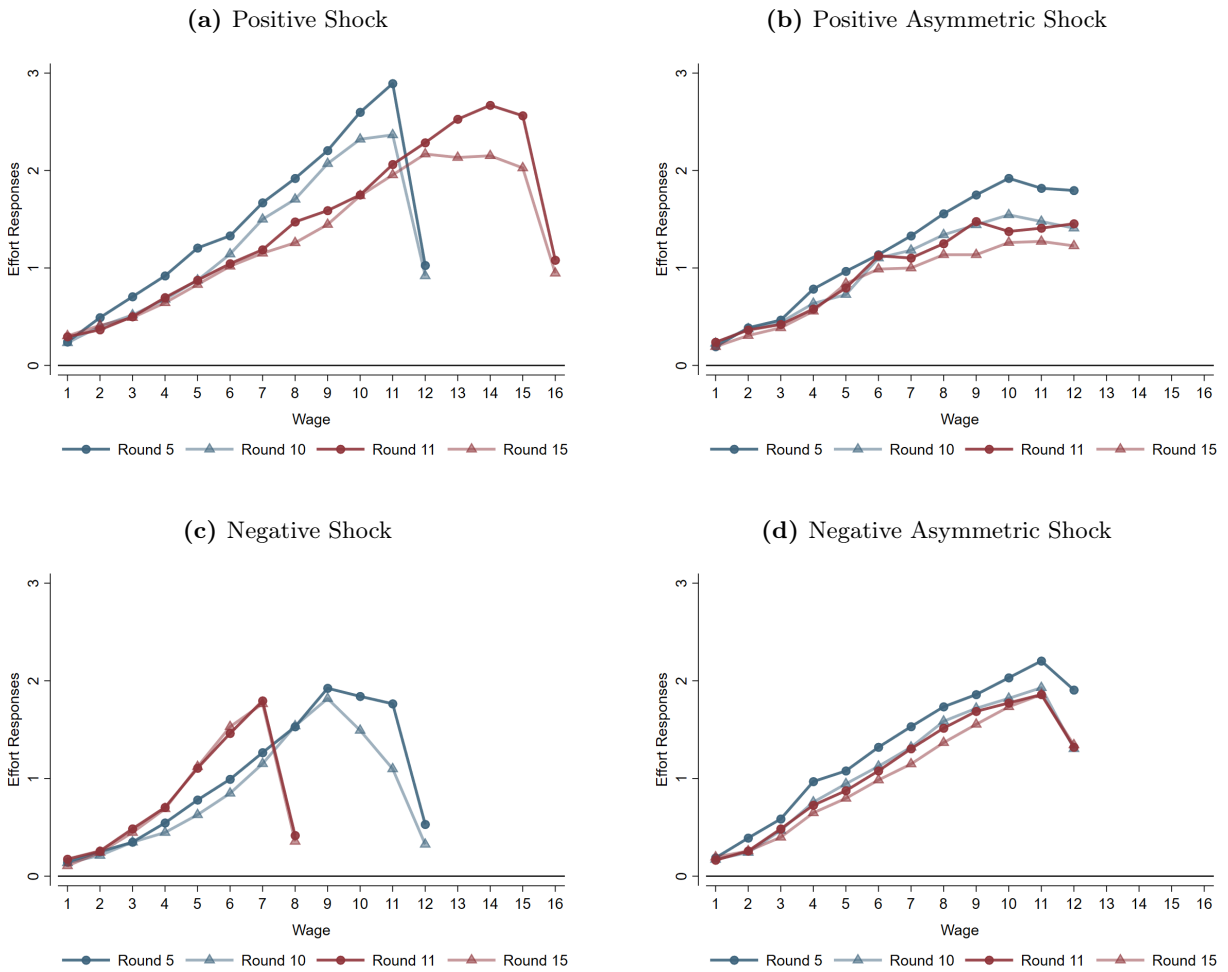 (a) Positive Shock
3
2
1
0
Effort Responses
1 2 3 4 5 6 7 8 9 10 11 12 13 14 15 16
Wage
Round 5 Round 10 Round 11 Round 15
(b) Positive Asymmetric Shock
3
2
1
0
Effort Responses
1 2 3 4 5 6 7 8 9 10 11 12 13 14 15 16
Wage
Round 5 Round 10 Round 11 Round 15
(c) Negative Shock
3
2
1
0
Effort Responses
1 2 3 4 5 6 7 8 9 10 11 12 13 14 15 16
Wage
Round 5 Round 10 Round 11 Round 15
(d) Negative Asymmetric Shock
3
2
1
0
Effort Responses
1 2 3 4 5 6 7 8 9 10 11 12 13 14 15 16
Wage
Round 5 Round 10 Round 11 Round 15